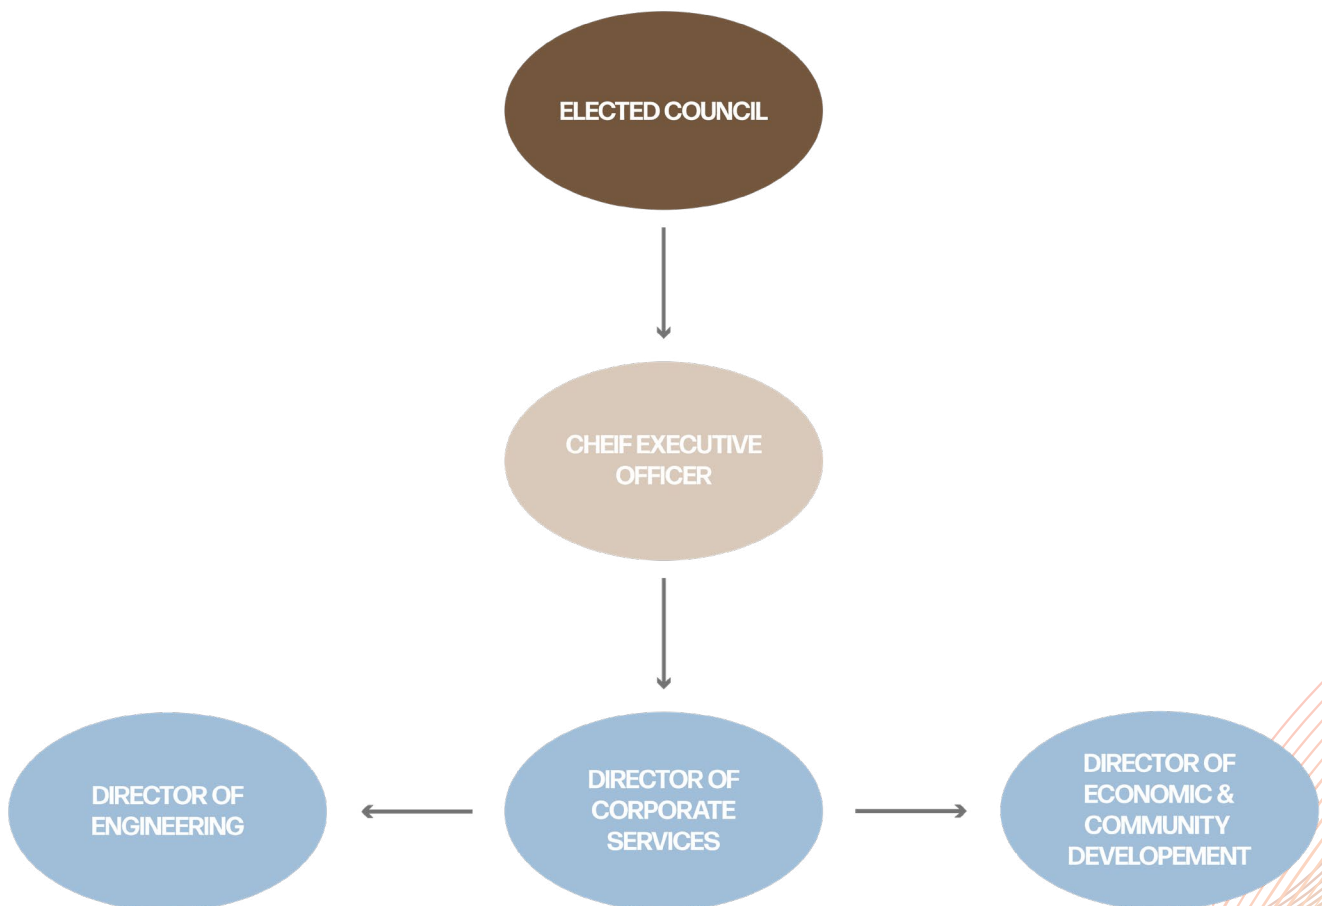 ELECTED COUNCIL
CHEIF EXECUTIVE
OFFICER
DIRECTOR OF
ENGINEERING
DIRECTOR OF
CORPORATE
SERVICES
DIRECTOR OF
ECONOMIC &
COMMUNITY
DEVELOPEMENT